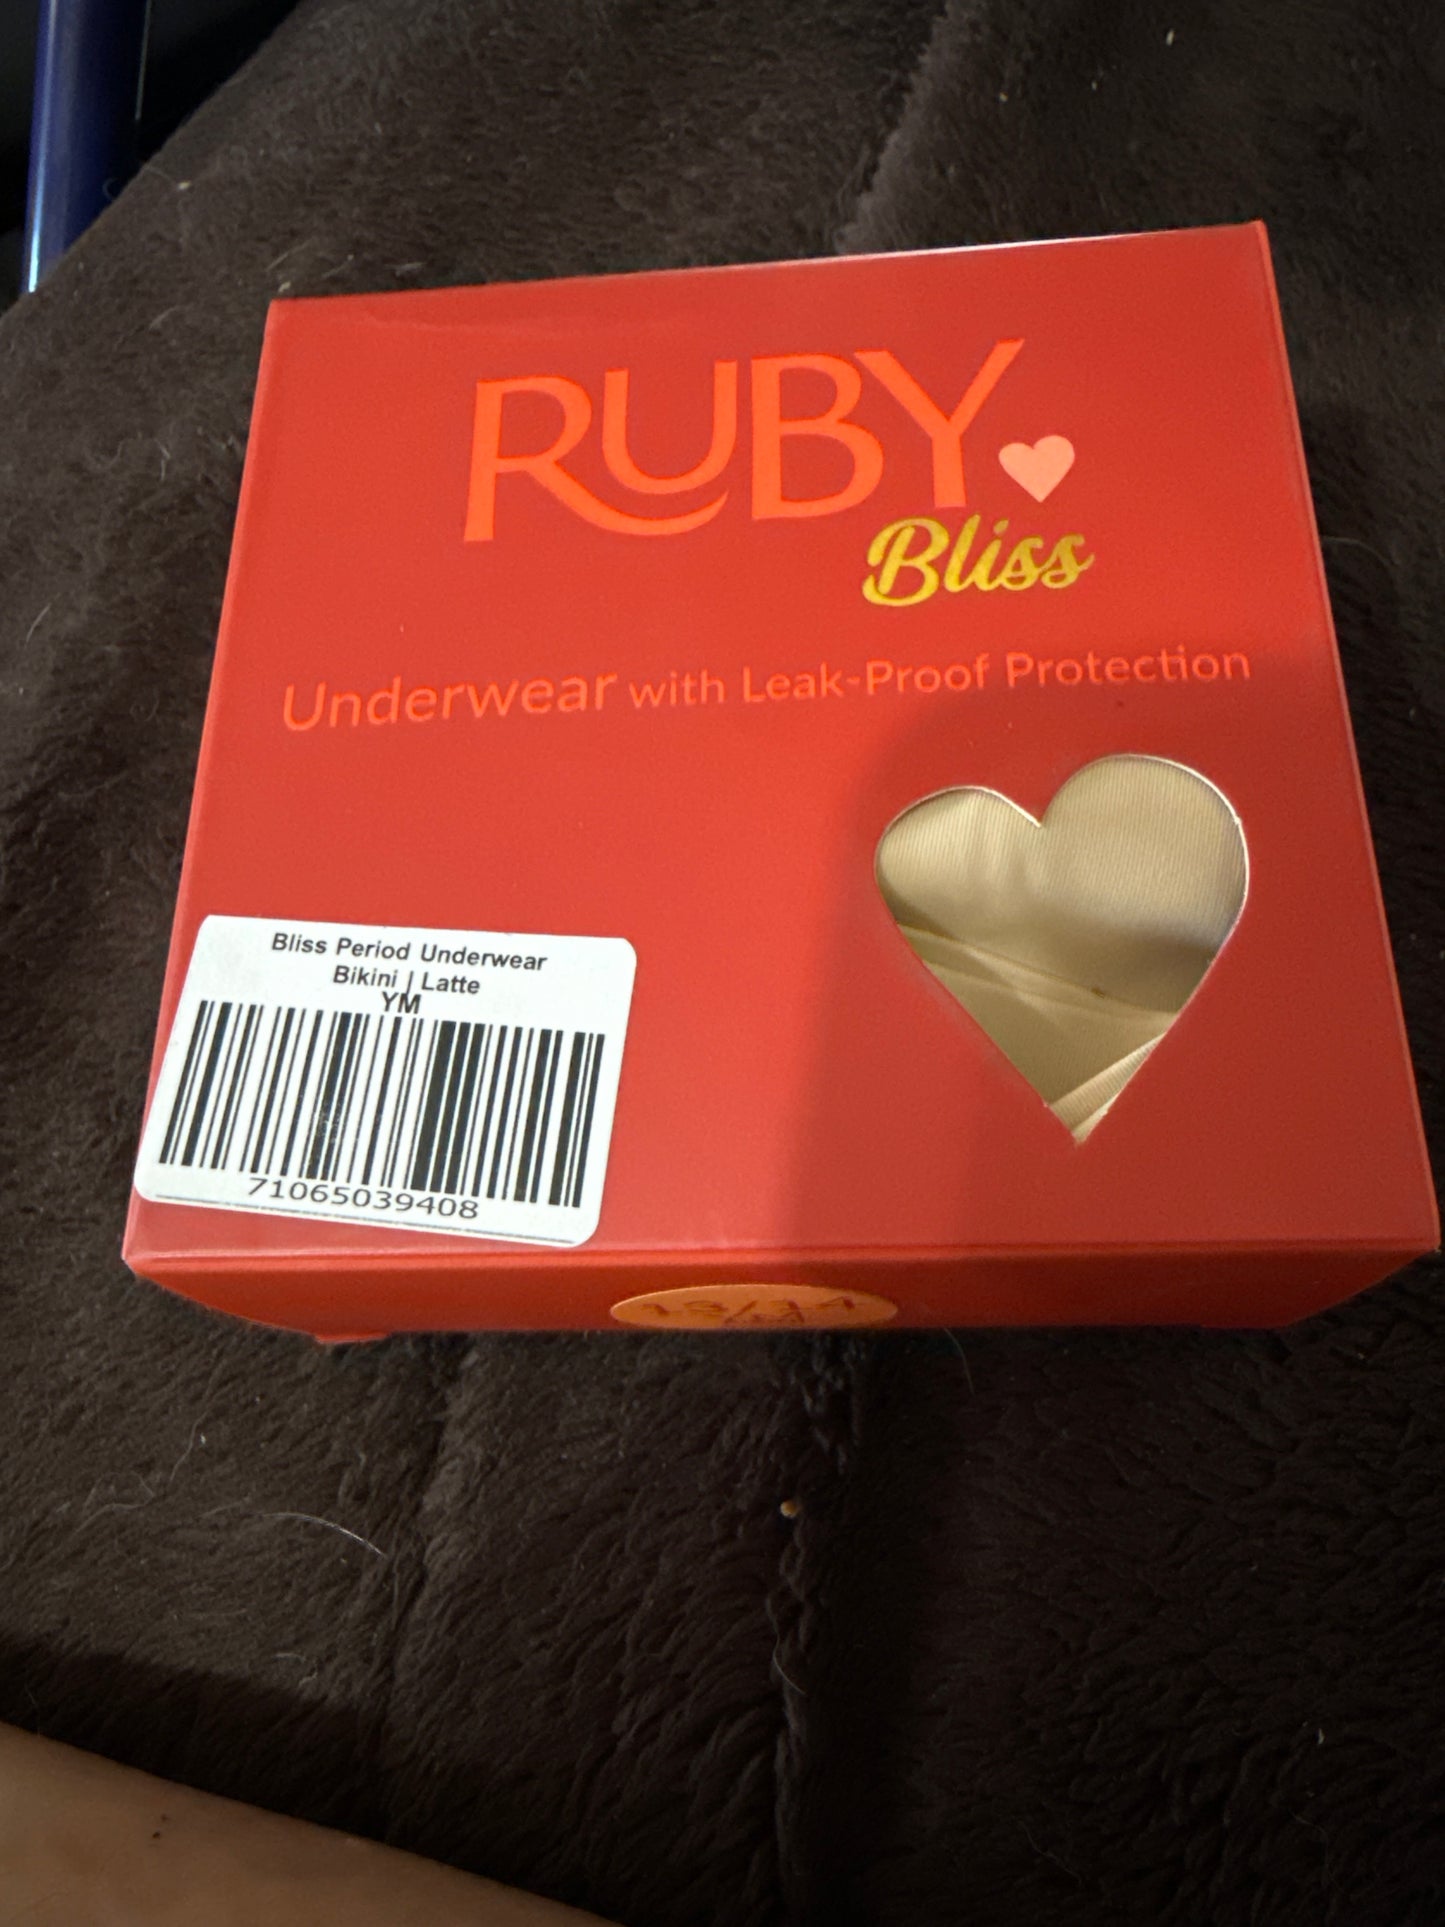 RUBY
Bliss
Underwear with Leak-Proof Protection
Bliss Period Underwear
Bikini | Latte
YM
71065039408